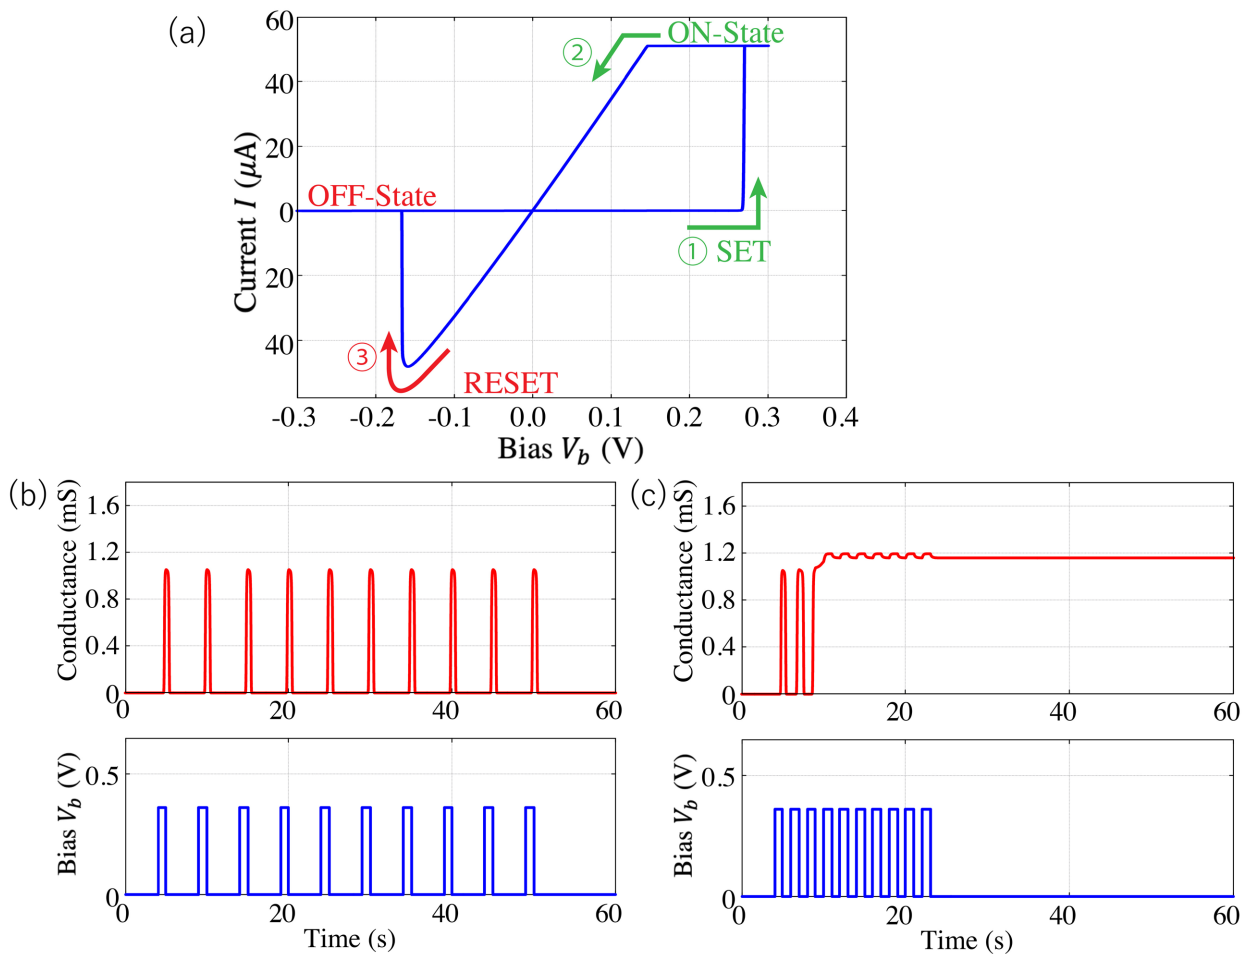 (a)
60
40
20
0
20
40
Current I (μA)
② ON-State
OFF-State
① SET
③ RESET
-0.3 -0.2 -0.1 0.0 0.1 0.2 0.3 0.4
Bias Vb (V)
(b)
Conductance (mS)
1.6
1.2
0.8
0.4
0
0 20 40 60
Bias Vb (V)
0.5
0
0 20 40 60
Time (s)
(c)
Conductance (mS)
1.6
1.2
0.8
0.4
0
0 20 40 60
Bias Vb (V)
0.5
0
0 20 40 60
Time (s)